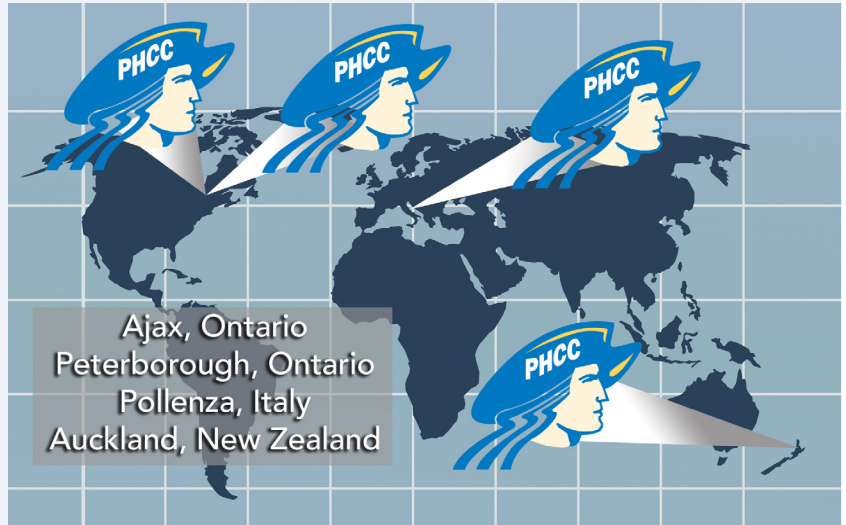 PHCC
PHCC
PHCC
PHCC
Ajax, Ontario
Peterborough, Ontario
Pollenza, Italy
Auckland, New Zealand